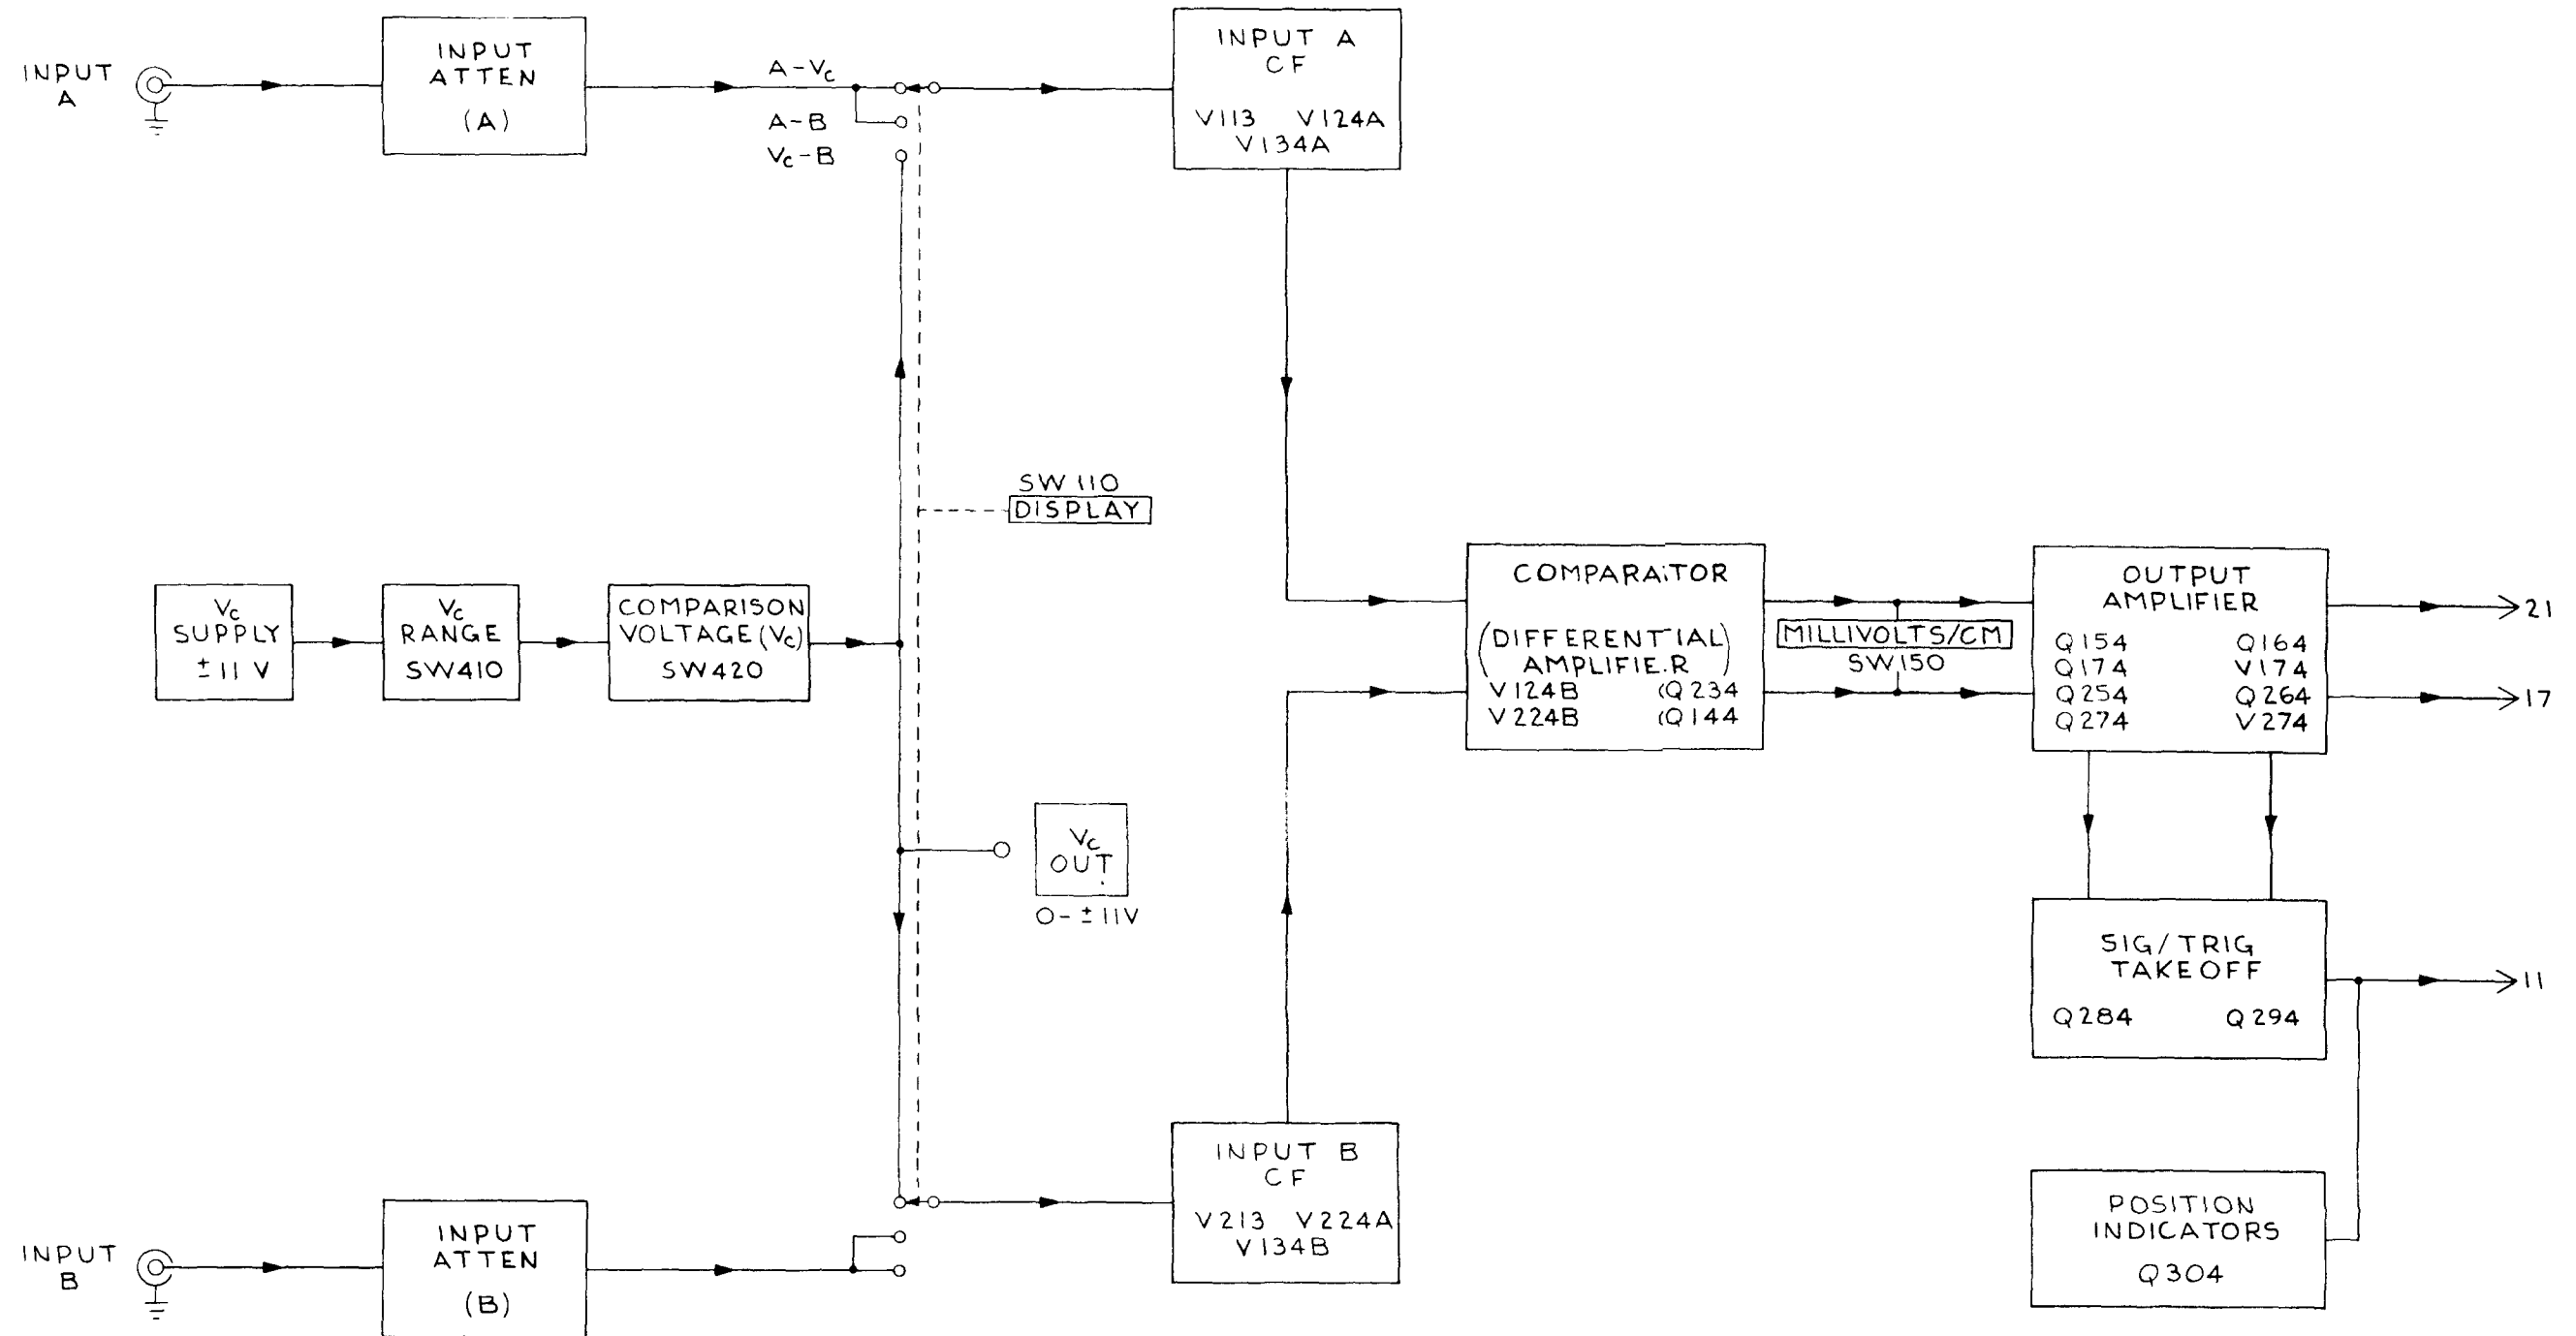 INPUT
A
INPUT
ATTEN
(A)
A-Vc
A-B
Vc-B
INPUT A
CF
V113 V124A
V134A
SW 110
DISPLAY
Vc
SUPPLY
± 11 V
Vc
RANGE
SW410
COMPARISON
VOLTAGE (Vc)
SW420
Vc
OUT
0- ± 11V
COMPARATOR
(DIFFERENTIAL
AMPLIFIER)
V124B Q234
V224B Q144
MILLIVOLTS/CM
SW150
OUTPUT
AMPLIFIER
Q154 Q164
Q174 V174
Q254 Q264
Q274 V274
21
17
SIG/TRIG
TAKEOFF
Q284 Q294
11
INPUT B
CF
V213 V224A
V134B
POSITION
INDICATORS
Q304
INPUT
B
INPUT
ATTEN
(B)